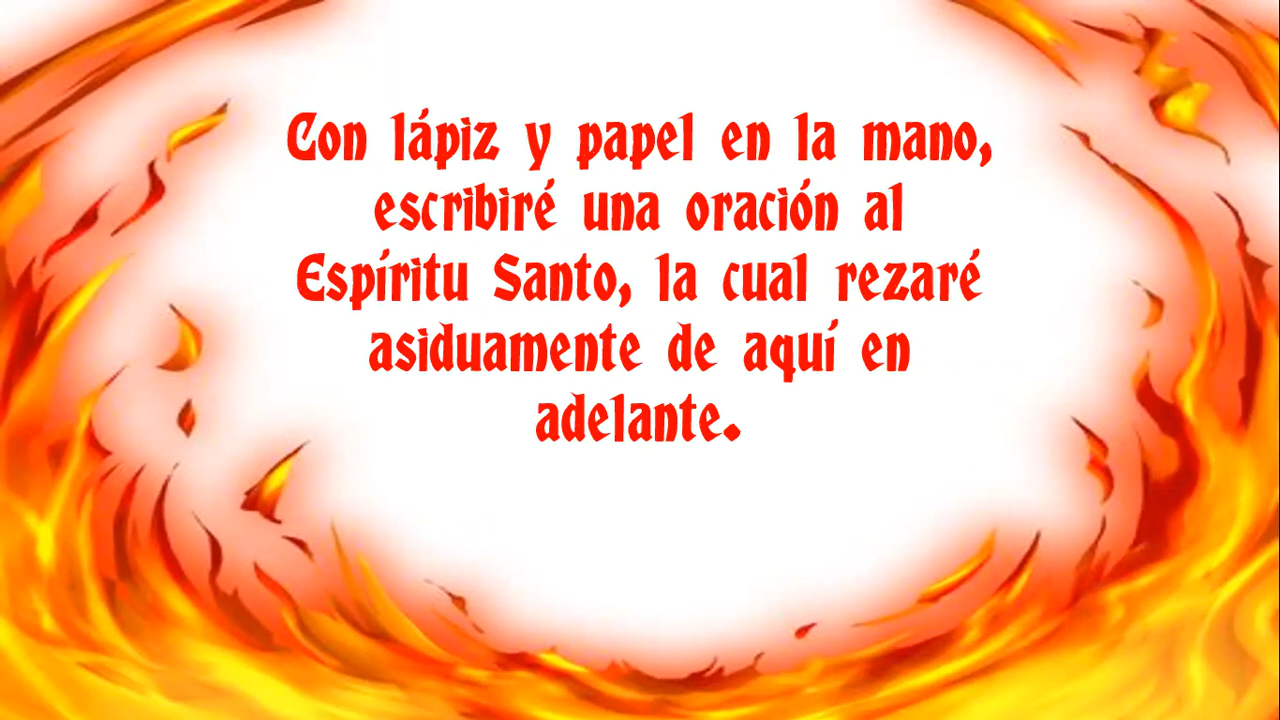 Con lápiz y papel en la mano,
escribiré una oración al
Espíritu Santo, la cual rezaré
asiduamente de aquí en
adelante.